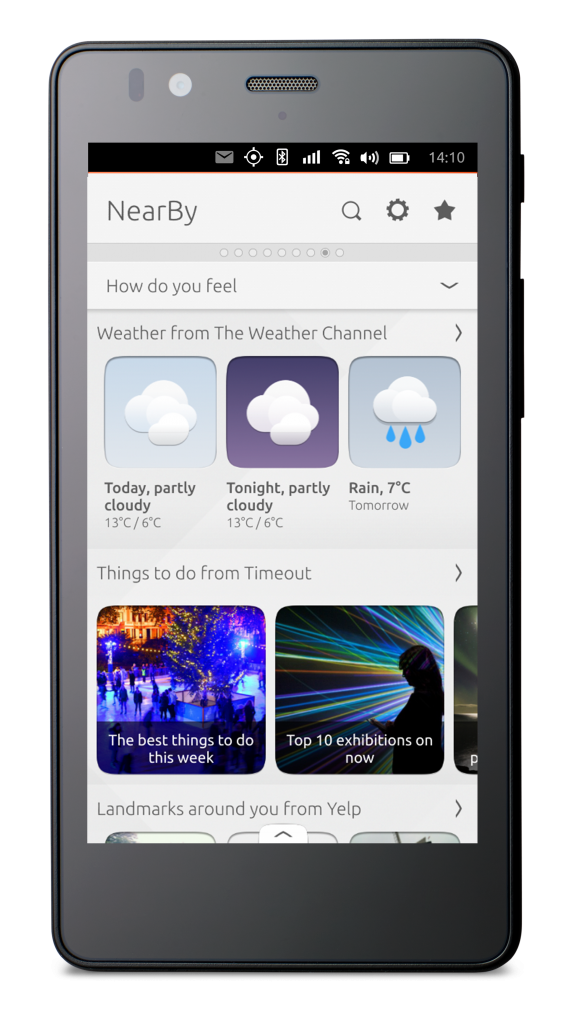 14:10
NearBy
How do you feel
Weather from The Weather Channel
Today, partly
cloudy
13°C / 6°C
Tonight, partly
cloudy
13°C / 6°C
Rain, 7°C
Tomorrow
Things to do from Timeout
The best things to do
this week
Top 10 exhibitions on
now
p
Landmarks around you from Yelp